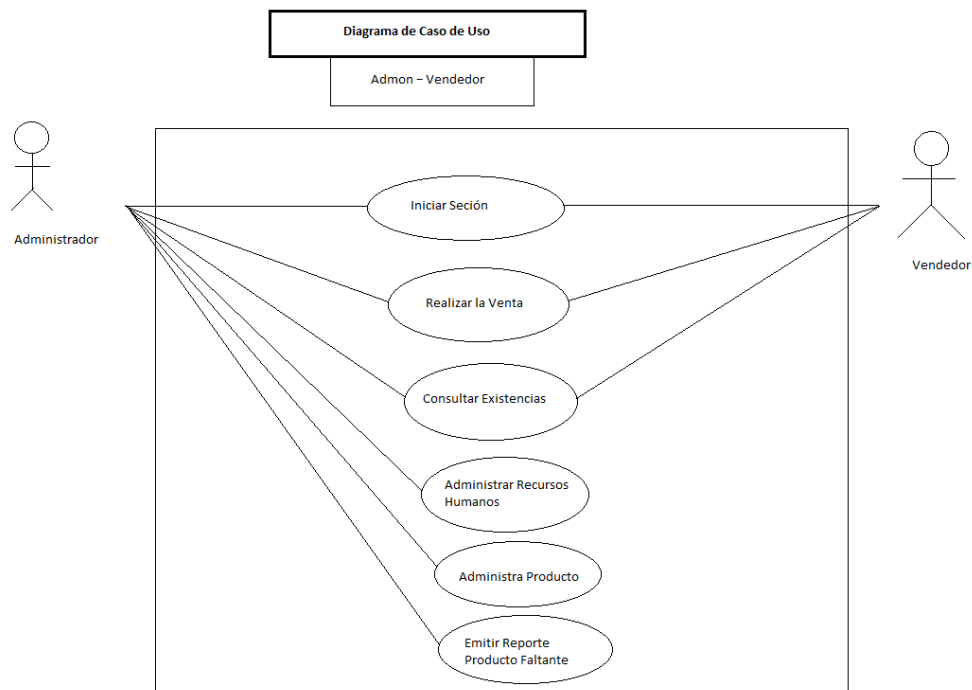 Diagrama de Caso de Uso
Admon – Vendedor
Administrador
Vendedor
Iniciar Seción
Realizar la Venta
Consultar Existencias
Administrar Recursos
Humanos
Administra Producto
Emitir Reporte
Producto Faltante